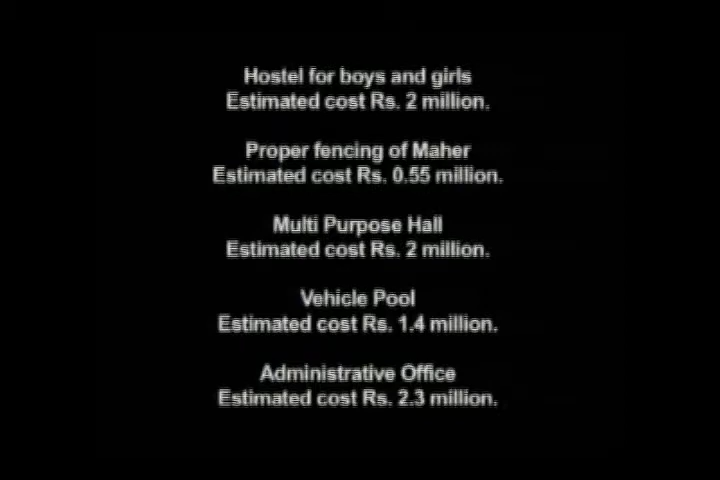 Hostel for boys and girls
Estimated cost Rs. 2 million.
Proper fencing of Maher
Estimated cost Rs. 0.55 million.
Multi Purpose Hall
Estimated cost Rs. 2 million.
Vehicle Pool
Estimated cost Rs. 1.4 million.
Administrative Office
Estimated cost Rs. 2.3 million.